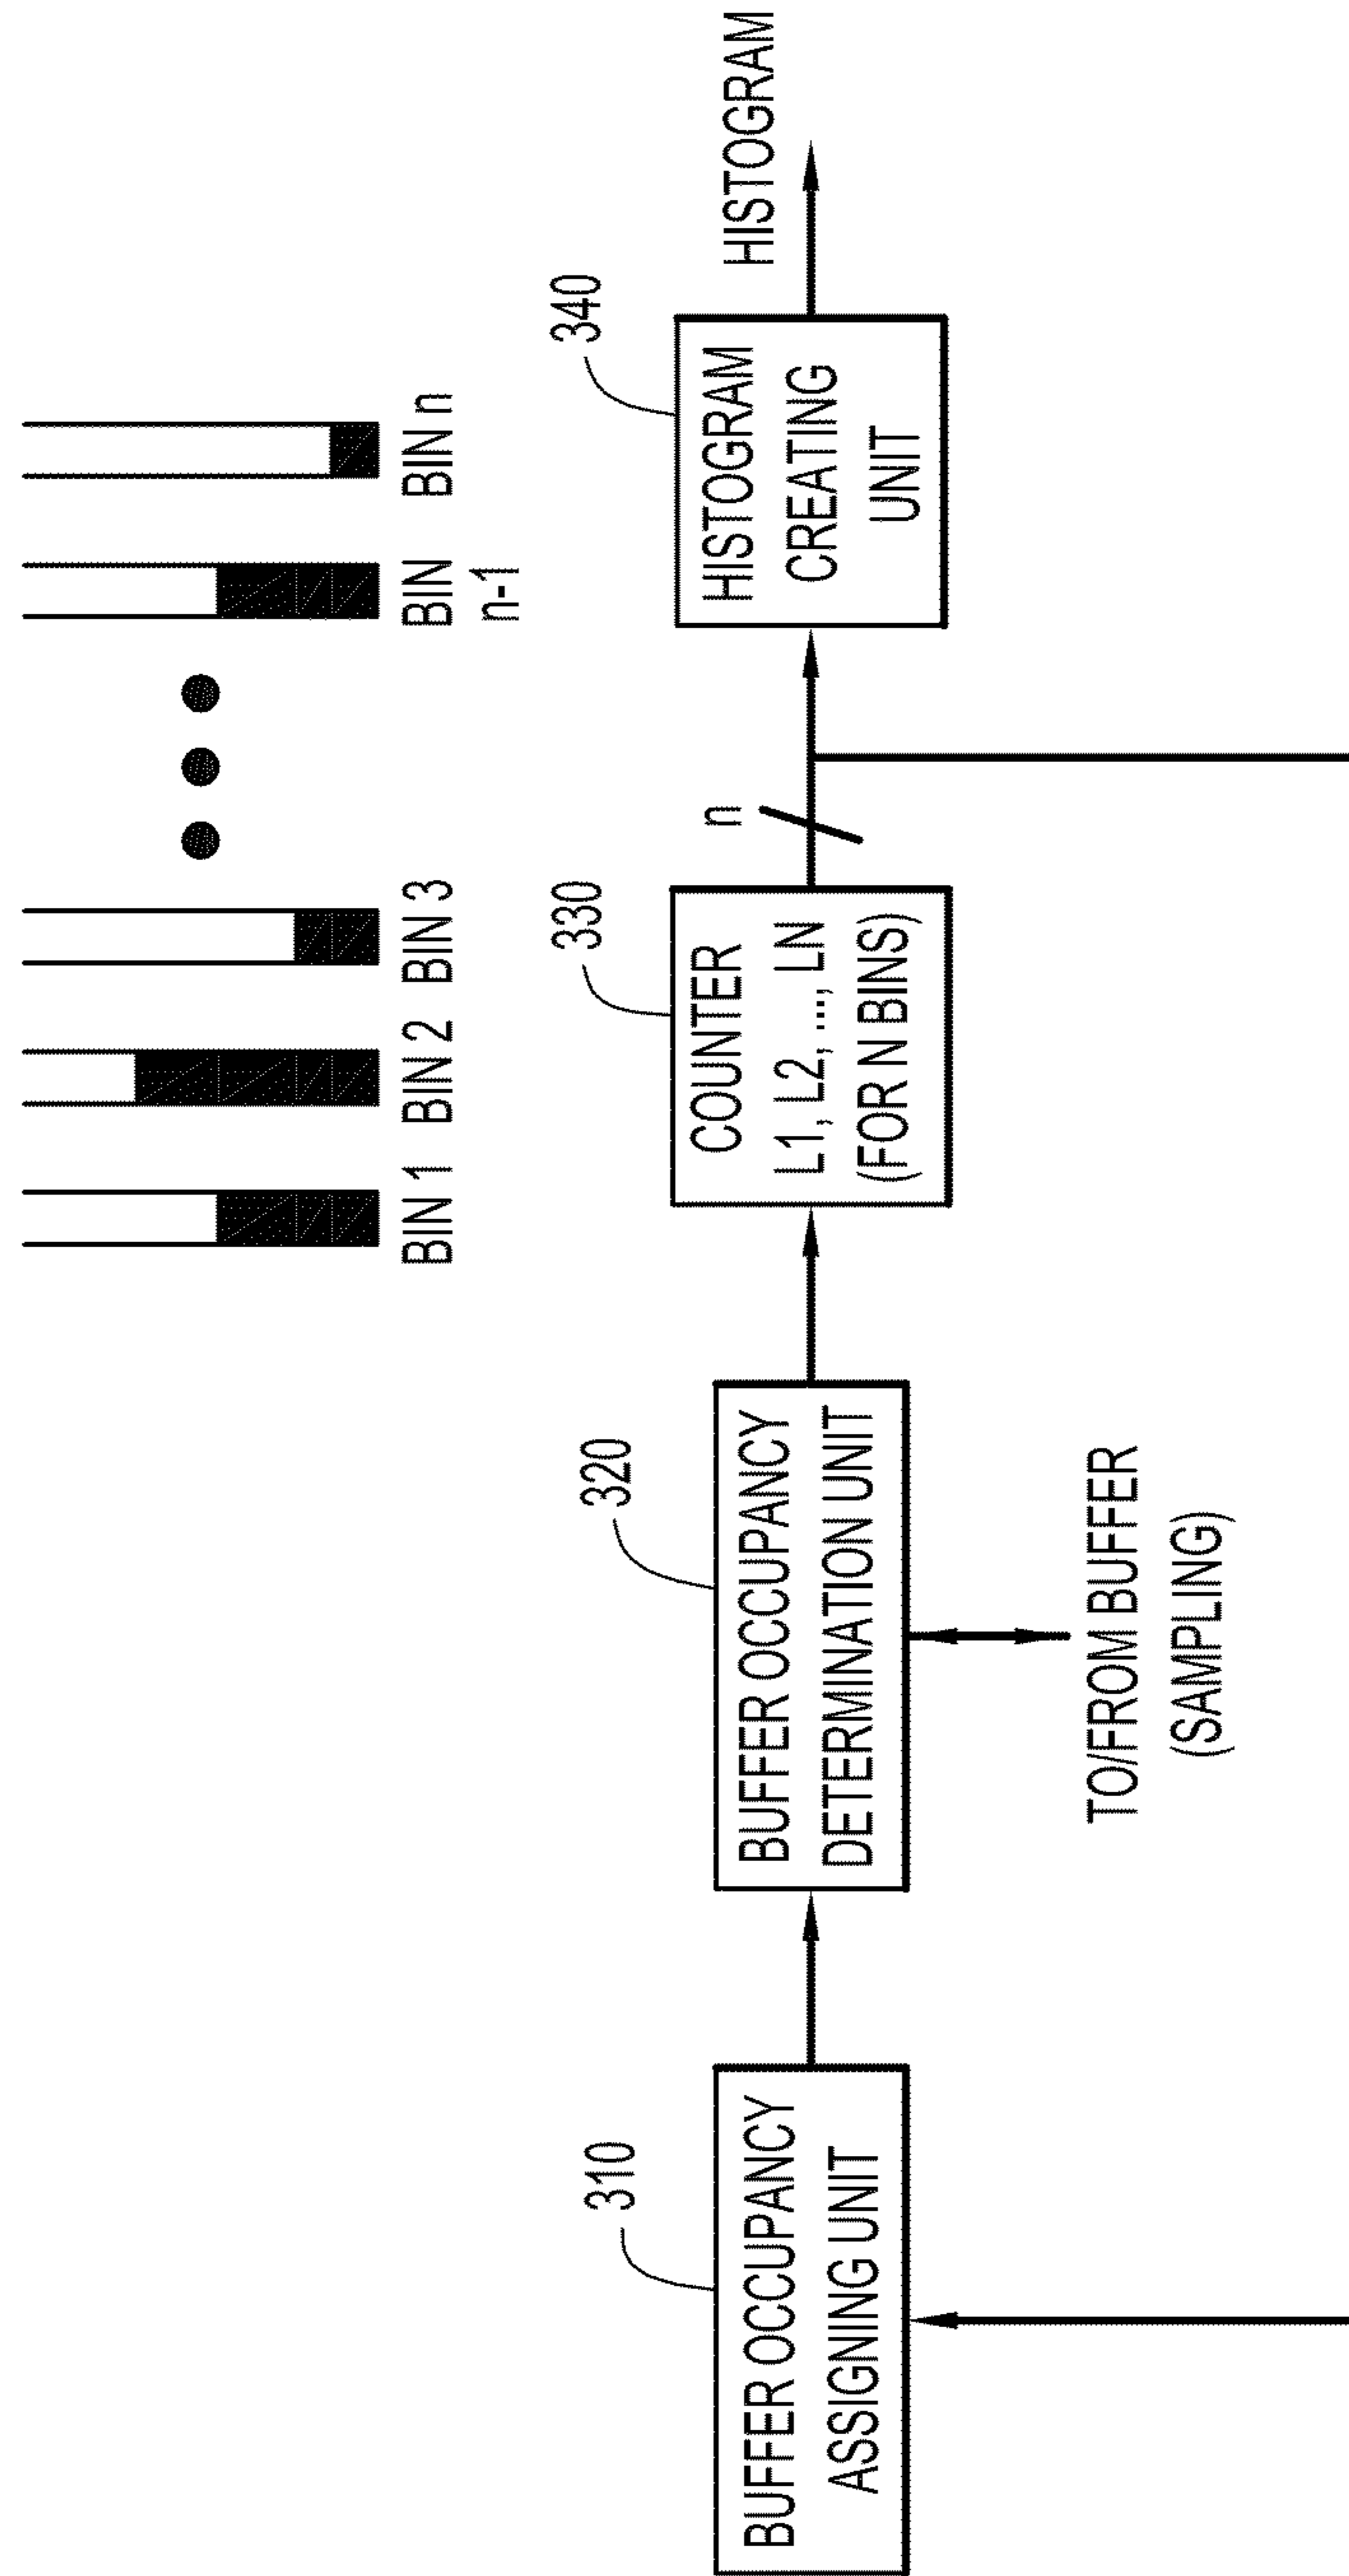 BIN 1
BIN 2
BIN 3
BIN
n-1
BIN n
310
BUFFER OCCUPANCY
ASSIGNING UNIT
320
BUFFER OCCUPANCY
DETERMINATION UNIT
TO/FROM BUFFER
(SAMPLING)
330
COUNTER
L1, L2, ..., LN
(FOR N BINS)
n
340
HISTOGRAM
CREATING
UNIT
HISTOGRAM